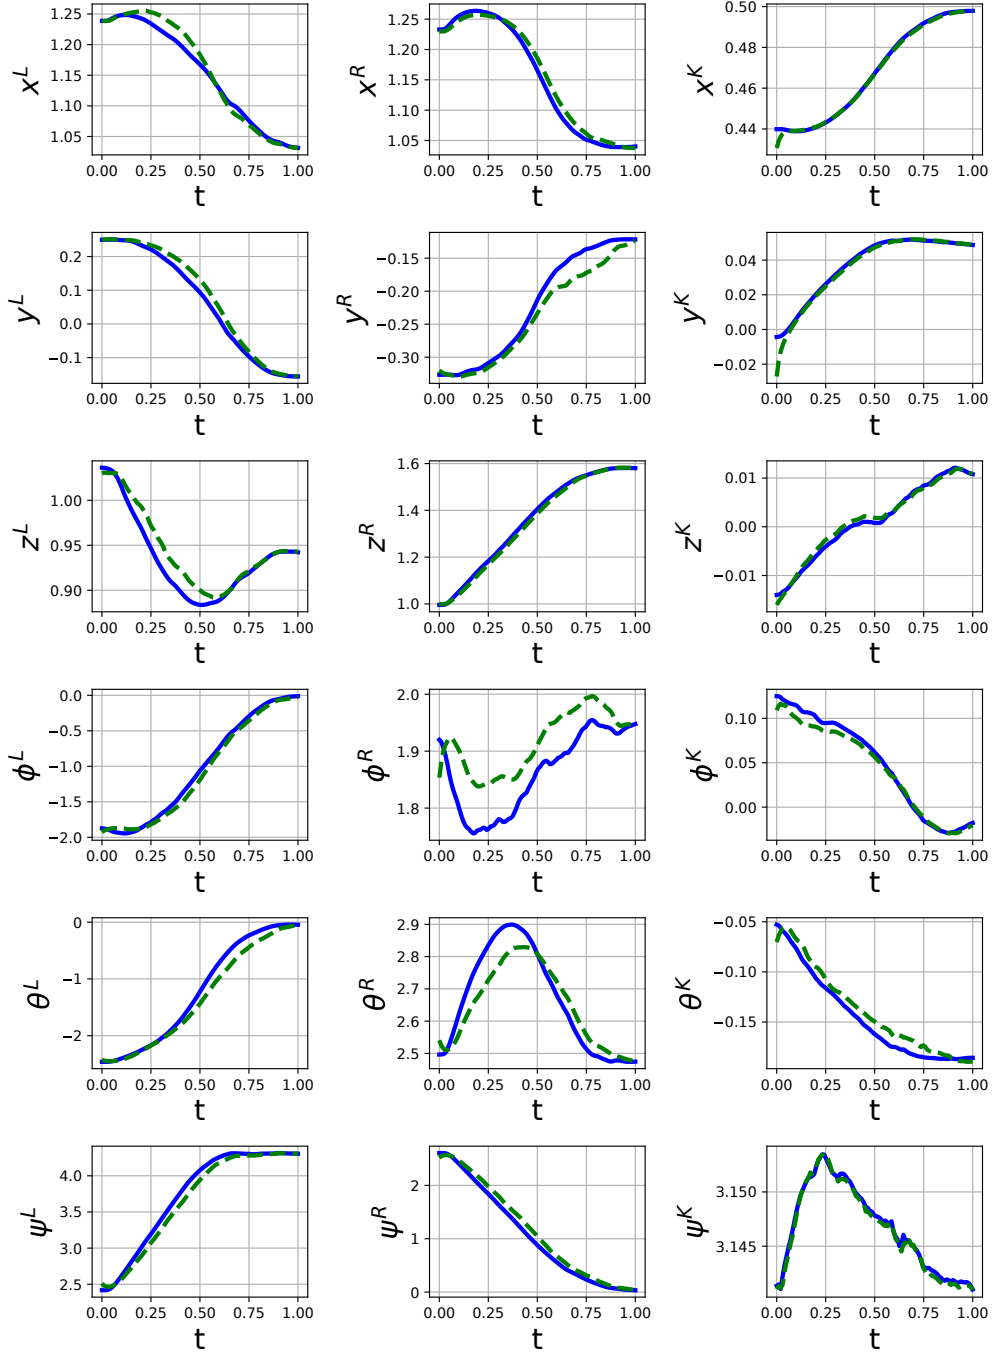 1.25
1.20
1.15
1.10
1.05
x^L
0.00 0.25 0.50 0.75 1.00
t
1.25
1.20
1.15
1.10
1.05
x^R
0.00 0.25 0.50 0.75 1.00
t
0.50
0.48
0.46
0.44
x^K
0.00 0.25 0.50 0.75 1.00
t
0.2
0.1
0.0
−0.1
y^L
0.00 0.25 0.50 0.75 1.00
t
−0.15
−0.20
−0.25
−0.30
y^R
0.00 0.25 0.50 0.75 1.00
t
0.04
0.02
0.00
−0.02
y^K
0.00 0.25 0.50 0.75 1.00
t
1.00
0.95
0.90
z^L
0.00 0.25 0.50 0.75 1.00
t
1.6
1.4
1.2
1.0
z^R
0.00 0.25 0.50 0.75 1.00
t
0.01
0.00
−0.01
z^K
0.00 0.25 0.50 0.75 1.00
t
0.0
−0.5
−1.0
−1.5
−2.0
ϕ^L
0.00 0.25 0.50 0.75 1.00
t
2.0
1.9
1.8
ϕ^R
0.00 0.25 0.50 0.75 1.00
t
0.10
0.05
0.00
ϕ^K
0.00 0.25 0.50 0.75 1.00
t
0
−1
−2
θ^L
0.00 0.25 0.50 0.75 1.00
t
2.9
2.8
2.7
2.6
2.5
θ^R
0.00 0.25 0.50 0.75 1.00
t
−0.05
−0.10
−0.15
θ^K
0.00 0.25 0.50 0.75 1.00
t
4.0
3.5
3.0
2.5
ψ^L
0.00 0.25 0.50 0.75 1.00
t
2
1
0
ψ^R
0.00 0.25 0.50 0.75 1.00
t
3.150
3.145
ψ^K
0.00 0.25 0.50 0.75 1.00
t